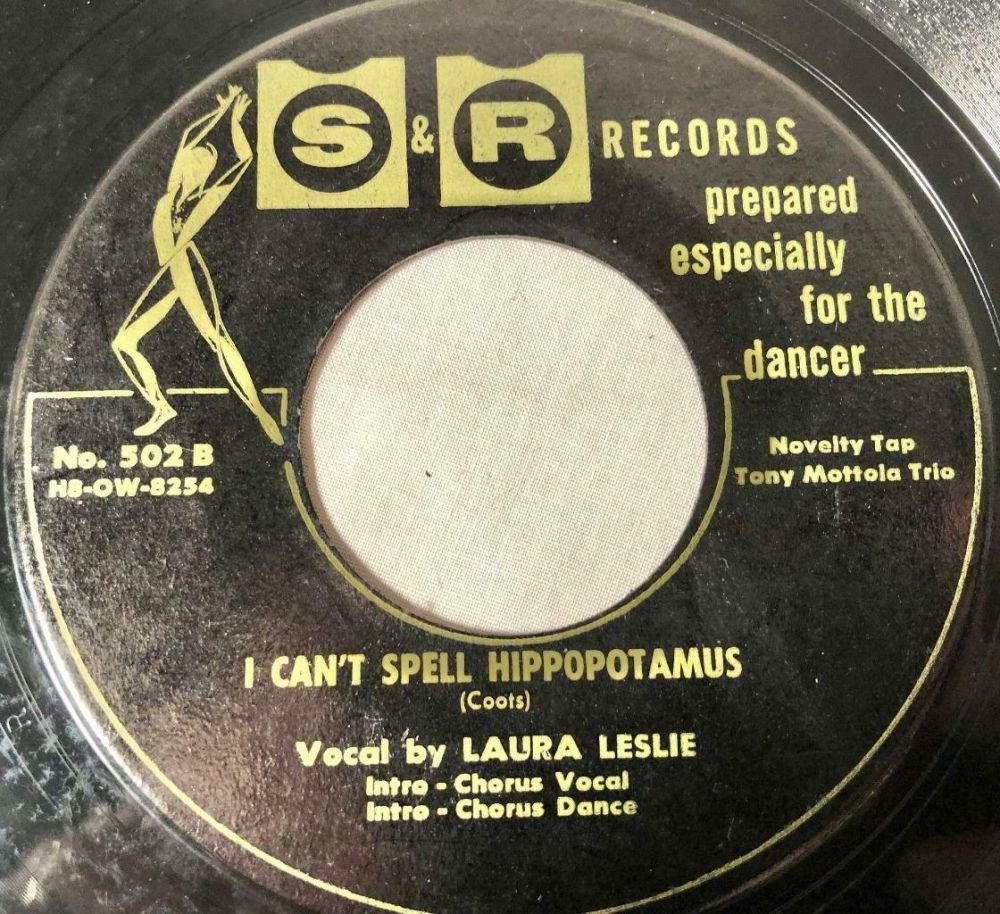 S & R RECORDS
prepared
especially
for the
dancer
No. 502 B
H8-OW-8254
Novelty Tap
Tony Mottola Trio
I CAN'T SPELL HIPPOPOTAMUS
(Coots)
Vocal by LAURA LESLIE
Intro - Chorus Vocal
Intro - Chorus Dance